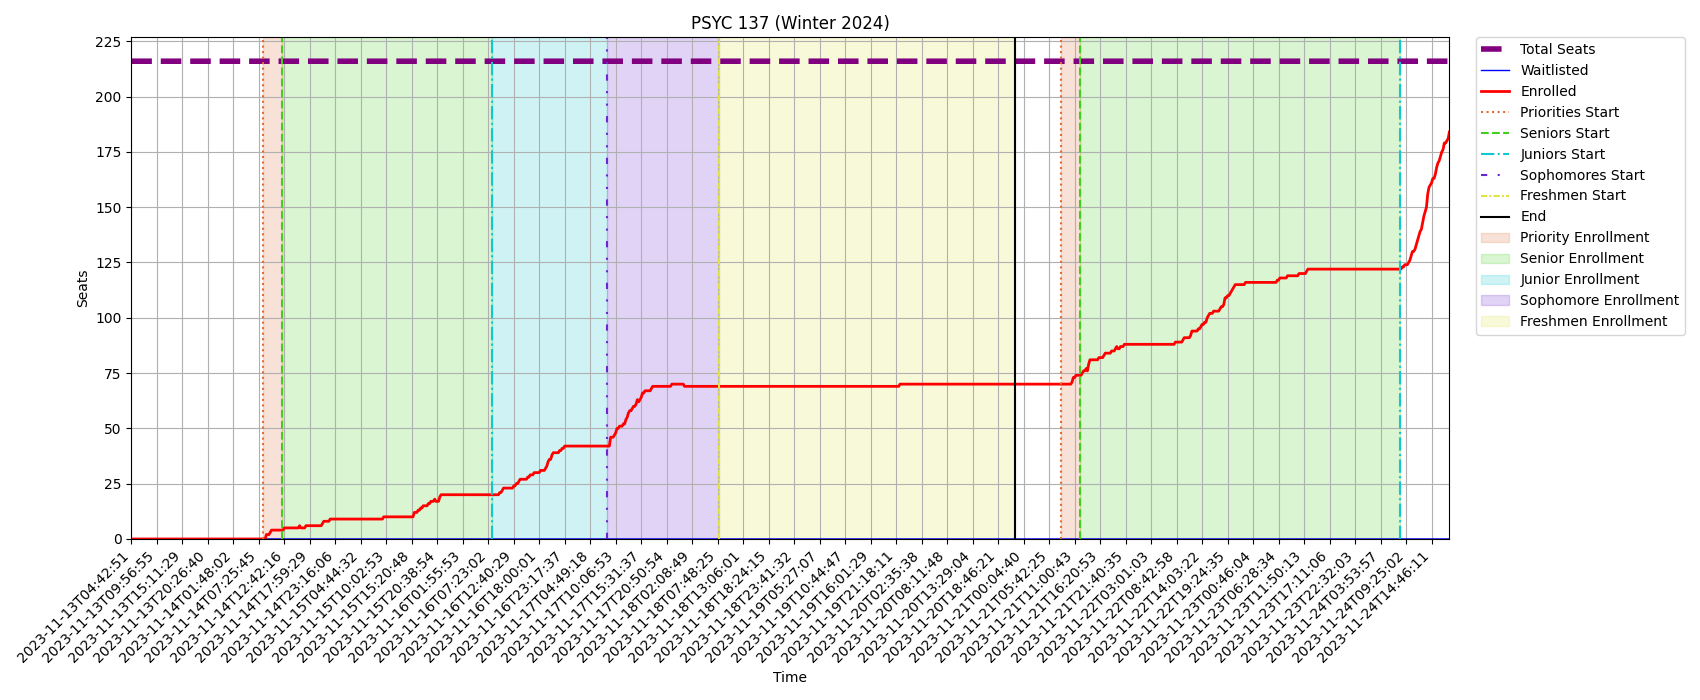 PSYC 137 (Winter 2024)
225
200
175
150
125
100
75
50
25
0
Seats
2023-11-13T04:42:51
2023-11-13T09:56:55
2023-11-13T15:11:29
2023-11-13T20:26:40
2023-11-14T01:48:02
2023-11-14T07:25:45
2023-11-14T12:42:16
2023-11-14T17:59:29
2023-11-14T23:16:06
2023-11-15T04:44:32
2023-11-15T10:02:53
2023-11-15T15:20:48
2023-11-15T20:38:54
2023-11-16T01:55:53
2023-11-16T07:23:02
2023-11-16T12:40:29
2023-11-16T18:00:01
2023-11-16T23:17:37
2023-11-17T04:49:18
2023-11-17T10:06:53
2023-11-17T15:31:37
2023-11-17T20:50:54
2023-11-18T02:08:49
2023-11-18T07:48:25
2023-11-18T13:06:01
2023-11-18T18:24:15
2023-11-18T23:41:32
2023-11-19T05:27:07
2023-11-19T10:44:47
2023-11-19T16:01:29
2023-11-19T21:18:11
2023-11-20T02:35:38
2023-11-20T08:11:48
2023-11-20T13:29:04
2023-11-20T18:46:21
2023-11-21T00:04:40
2023-11-21T05:42:25
2023-11-21T11:00:43
2023-11-21T16:20:53
2023-11-21T21:40:35
2023-11-22T03:01:03
2023-11-22T08:42:58
2023-11-22T14:03:22
2023-11-22T19:24:35
2023-11-23T00:46:04
2023-11-23T06:28:34
2023-11-23T11:50:13
2023-11-23T17:11:06
2023-11-23T22:32:03
2023-11-24T03:53:57
2023-11-24T09:25:02
2023-11-24T14:46:11
Time
Total Seats
Waitlisted
Enrolled
Priorities Start
Seniors Start
Juniors Start
Sophomores Start
Freshmen Start
End
Priority Enrollment
Senior Enrollment
Junior Enrollment
Sophomore Enrollment
Freshmen Enrollment